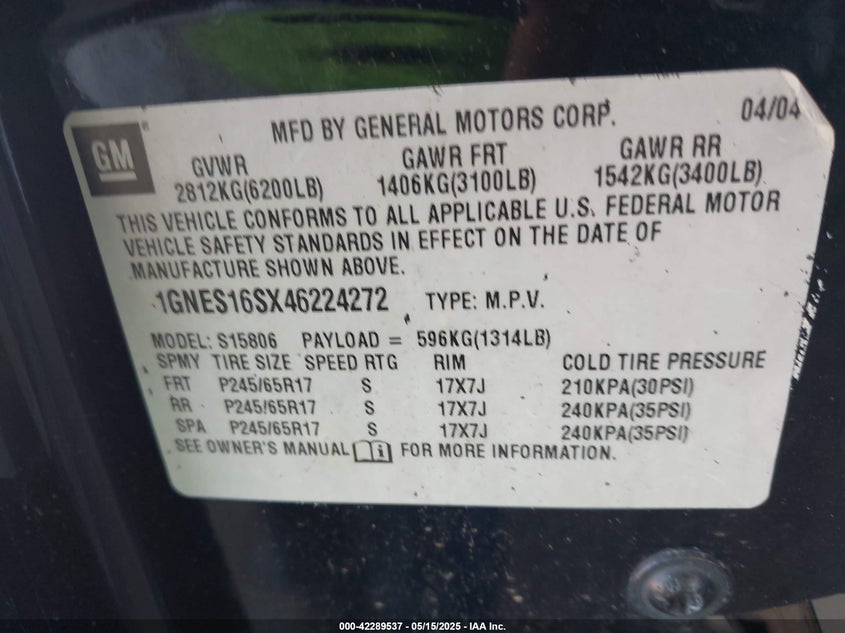 GM
MFD BY GENERAL MOTORS CORP. 04/04
GVWR GAWR FRT GAWR RR
2812KG(6200LB) 1406KG(3100LB) 1542KG(3400LB)
THIS VEHICLE CONFORMS TO ALL APPLICABLE U.S. FEDERAL MOTOR
VEHICLE SAFETY STANDARDS IN EFFECT ON THE DATE OF
MANUFACTURE SHOWN ABOVE.
1GNES16SX46224272 TYPE: M.P.V.
MODEL: S15806 PAYLOAD = 596KG(1314LB)
SPMY TIRE SIZE SPEED RTG RIM COLD TIRE PRESSURE
FRT P245/65R17 S 17X7J 210KPA(30PSI)
RR P245/65R17 S 17X7J 240KPA(35PSI)
SPA P245/65R17 S 17X7J 240KPA(35PSI)
SEE OWNER'S MANUAL FOR MORE INFORMATION.
000-42289537 - 05/15/2025 - IAA Inc.